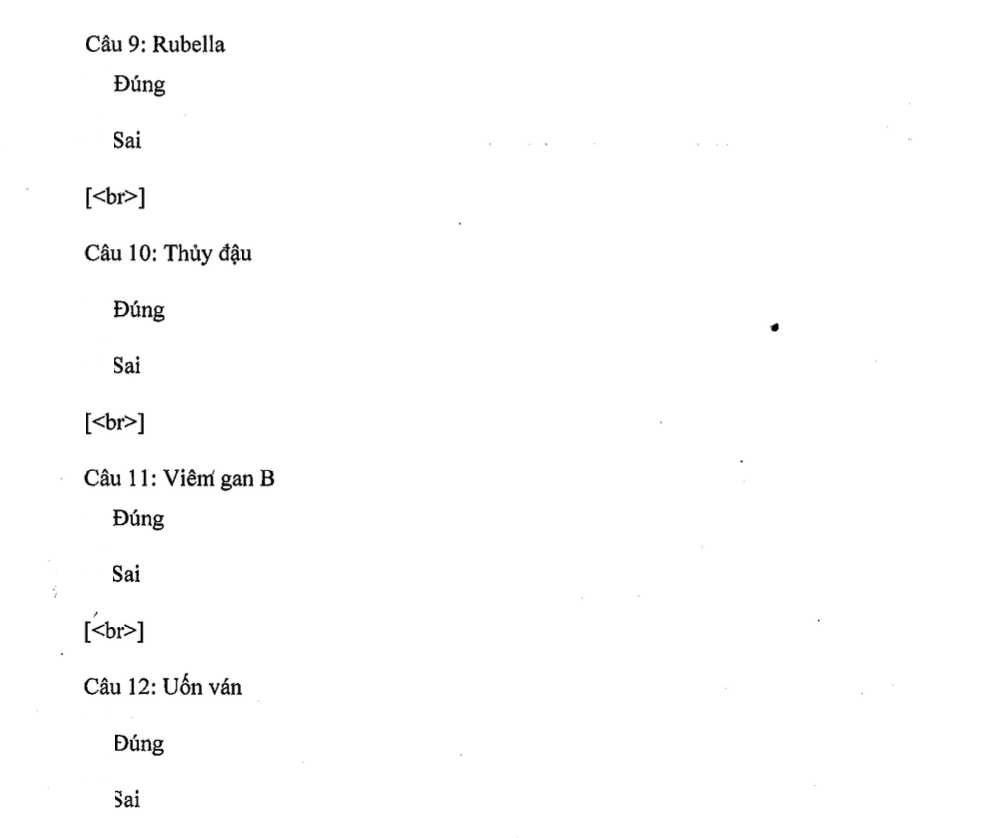 Câu 9: Rubella
Đúng
Sai
[<br>]
Câu 10: Thủy đậu
Đúng
Sai
[<br>]
Câu 11: Viêm gan B
Đúng
Sai
[<br>]
Câu 12: Uốn ván
Đúng
Sai